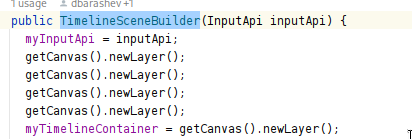 1 usage dbarashev +1
public TimelineSceneBuilder(InputApi inputApi) {
myInputApi = inputApi;
getCanvas().newLayer();
getCanvas().newLayer();
getCanvas().newLayer();
getCanvas().newLayer();
myTimelineContainer = getCanvas().newLayer();